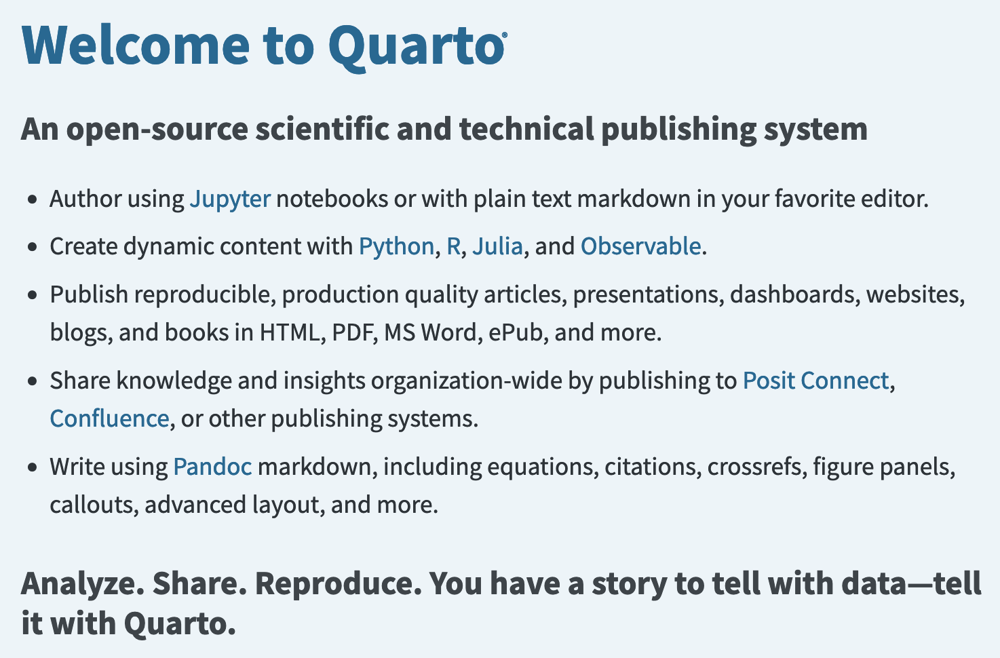 Welcome to Quarto®
An open-source scientific and technical publishing system
• Author using Jupyter notebooks or with plain text markdown in your favorite editor.
• Create dynamic content with Python, R, Julia, and Observable.
• Publish reproducible, production quality articles, presentations, dashboards, websites,
blogs, and books in HTML, PDF, MS Word, ePub, and more.
• Share knowledge and insights organization-wide by publishing to Posit Connect,
Confluence, or other publishing systems.
• Write using Pandoc markdown, including equations, citations, crossrefs, figure panels,
callouts, advanced layout, and more.
Analyze. Share. Reproduce. You have a story to tell with data—tell
it with Quarto.